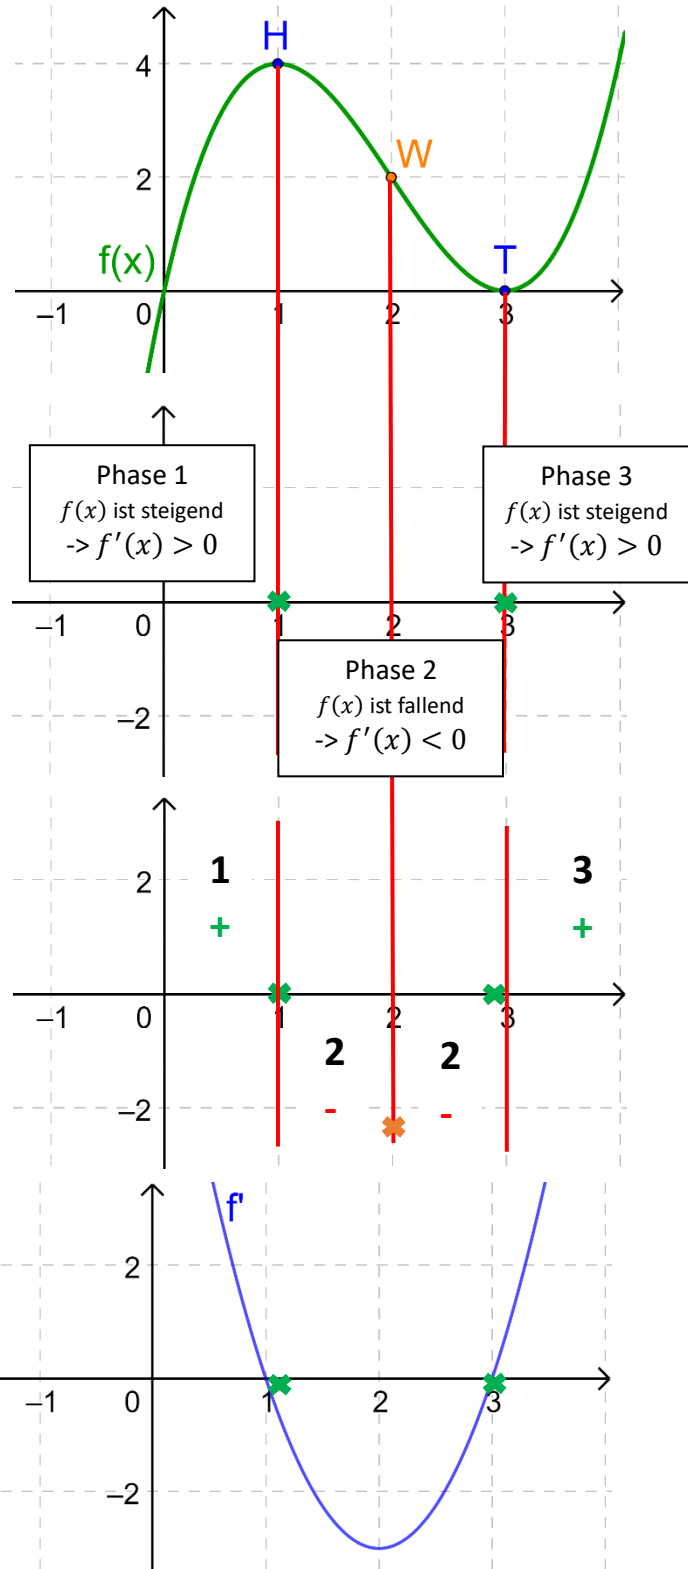 H
4
W
2
f(x)
T
–1
0
1
2
3
Phase 1
f(x) ist steigend
-> f′(x) > 0
Phase 3
f(x) ist steigend
-> f′(x) > 0
–1
0
1
2
3
Phase 2
f(x) ist fallend
-> f′(x) < 0
–2
1
3
2
+
+
–1
0
1
2
3
2
2
-
-
–2
f'
2
–1
0
1
2
3
–2